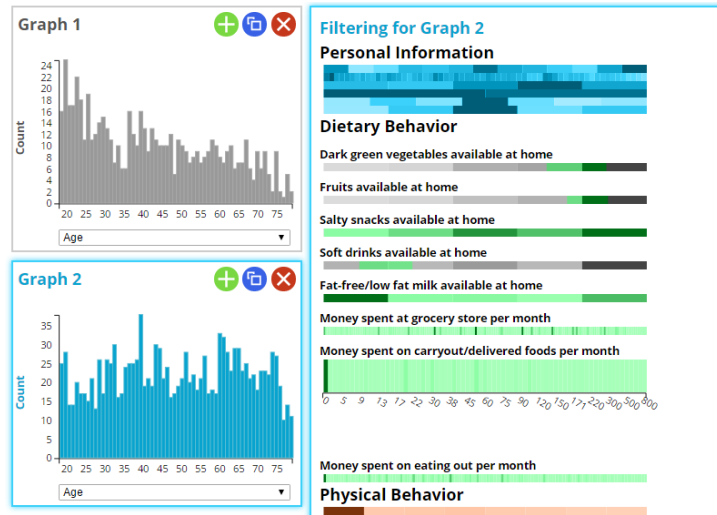 Graph 1
24
22
20
18
16
14
12
10
8
6
4
2
0
Count
20 25 30 35 40 45 50 55 60 65 70 75
Age
Graph 2
35
30
25
20
15
10
5
0
Count
20 25 30 35 40 45 50 55 60 65 70 75
Age
Filtering for Graph 2
Personal Information
Dietary Behavior
Dark green vegetables available at home
Fruits available at home
Salty snacks available at home
Soft drinks available at home
Fat-free/low fat milk available at home
Money spent at grocery store per month
Money spent on carryout/delivered foods per month
0 5 9 13 17 22 30 38 45 60 75 90 120 150 171 220 300 500 800
Money spent on eating out per month
Physical Behavior